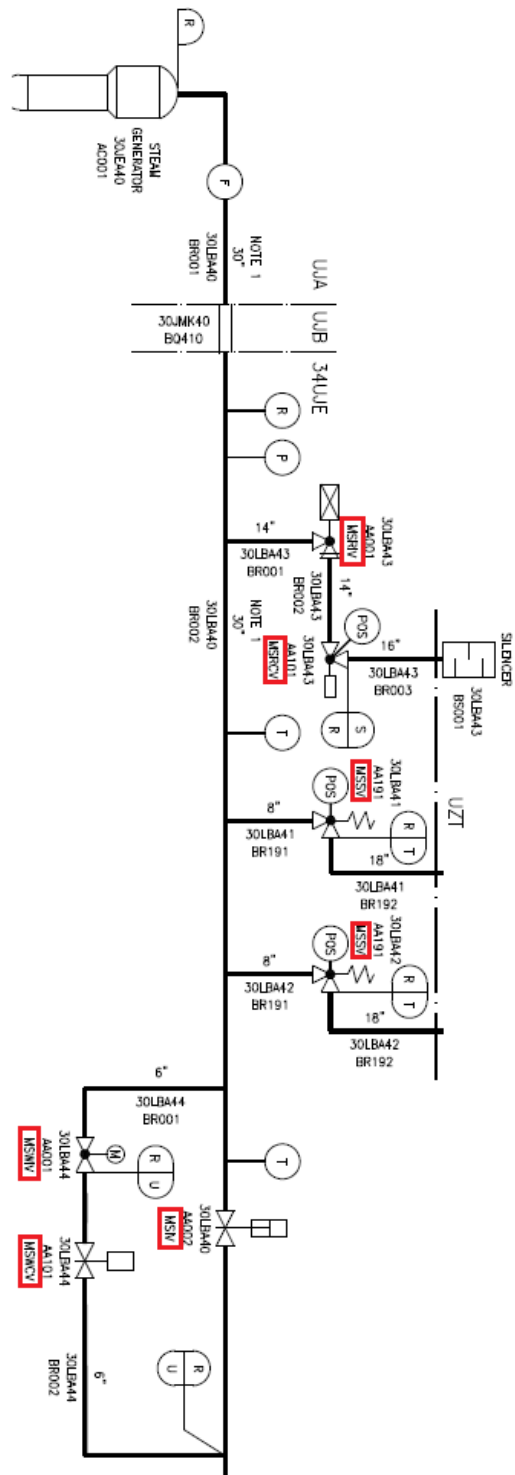 R
STEAM
GENERATOR
30JEA40
AC001
F
NOTE 1
30"
30LBA40
BR001
UJA
UJB
34UJE
30JMK40
BQ410
R
P
14"
30LBA43
BR001
30LBA43
AA001
MSRIV
14"
30LBA43
BR002
30LBA40
BR002
NOTE 1
30"
30LBA43
AA101
MSRCV
POS
S
R
16"
30LBA43
BR003
SILENCER
30LBA43
BS001
UZT
T
8"
30LBA41
BR191
30LBA41
AA191
MSSV
POS
R
T
18"
30LBA41
BR192
8"
30LBA42
BR191
30LBA42
AA191
MSSV
POS
R
T
18"
30LBA42
BR192
6"
30LBA44
BR001
30LBA44
AA001
MSWIV
M
R
U
T
30LBA40
AA002
MSIV
30LBA44
AA101
MSWCV
6"
30LBA44
BR002
R
U